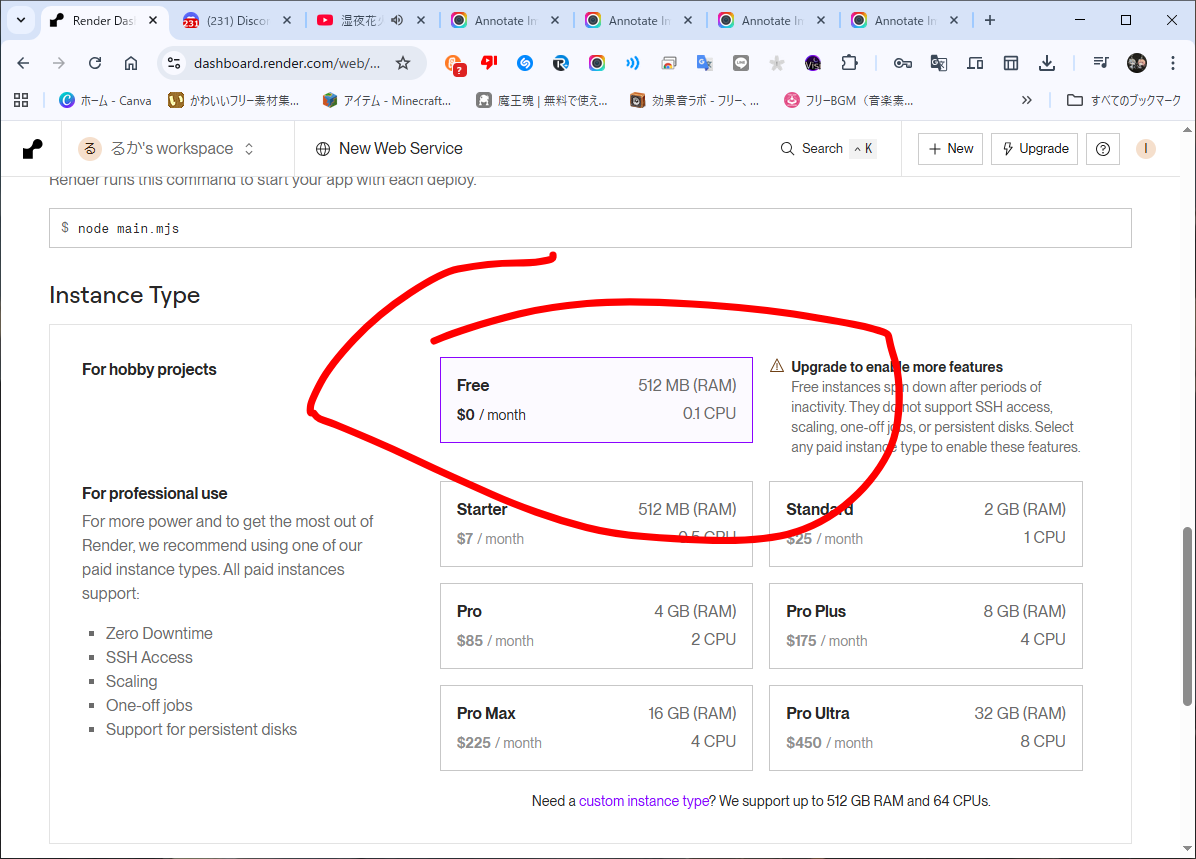 Render Dash
(231) Discor
湿夜花火
Annotate Im
Annotate Im
Annotate Im
Annotate Im
dashboard.render.com/web/...
ホーム - Canva
かわいいフリー素材集...
アイテム - Minecraft...
魔王魂 | 無料で使え...
効果音ラボ - フリー、...
フリーBGM（音楽素...
すべてのブックマーク
る
るか's workspace
New Web Service
Search
K
New
Upgrade
I
Render runs this command to start your app with each deploy.
$ node main.mjs
Instance Type
For hobby projects
Free 512 MB (RAM)
$0 / month 0.1 CPU
Upgrade to enable more features
Free instances spin down after periods of
inactivity. They do not support SSH access,
scaling, one-off jobs, or persistent disks. Select
any paid instance type to enable these features.
For professional use
For more power and to get the most out of
Render, we recommend using one of our
paid instance types. All paid instances
support:
Zero Downtime
SSH Access
Scaling
One-off jobs
Support for persistent disks
Starter 512 MB (RAM)
$7 / month 0.5 CPU
Standard 2 GB (RAM)
$25 / month 1 CPU
Pro 4 GB (RAM)
$85 / month 2 CPU
Pro Plus 8 GB (RAM)
$175 / month 4 CPU
Pro Max 16 GB (RAM)
$225 / month 4 CPU
Pro Ultra 32 GB (RAM)
$450 / month 8 CPU
Need a custom instance type? We support up to 512 GB RAM and 64 CPUs.